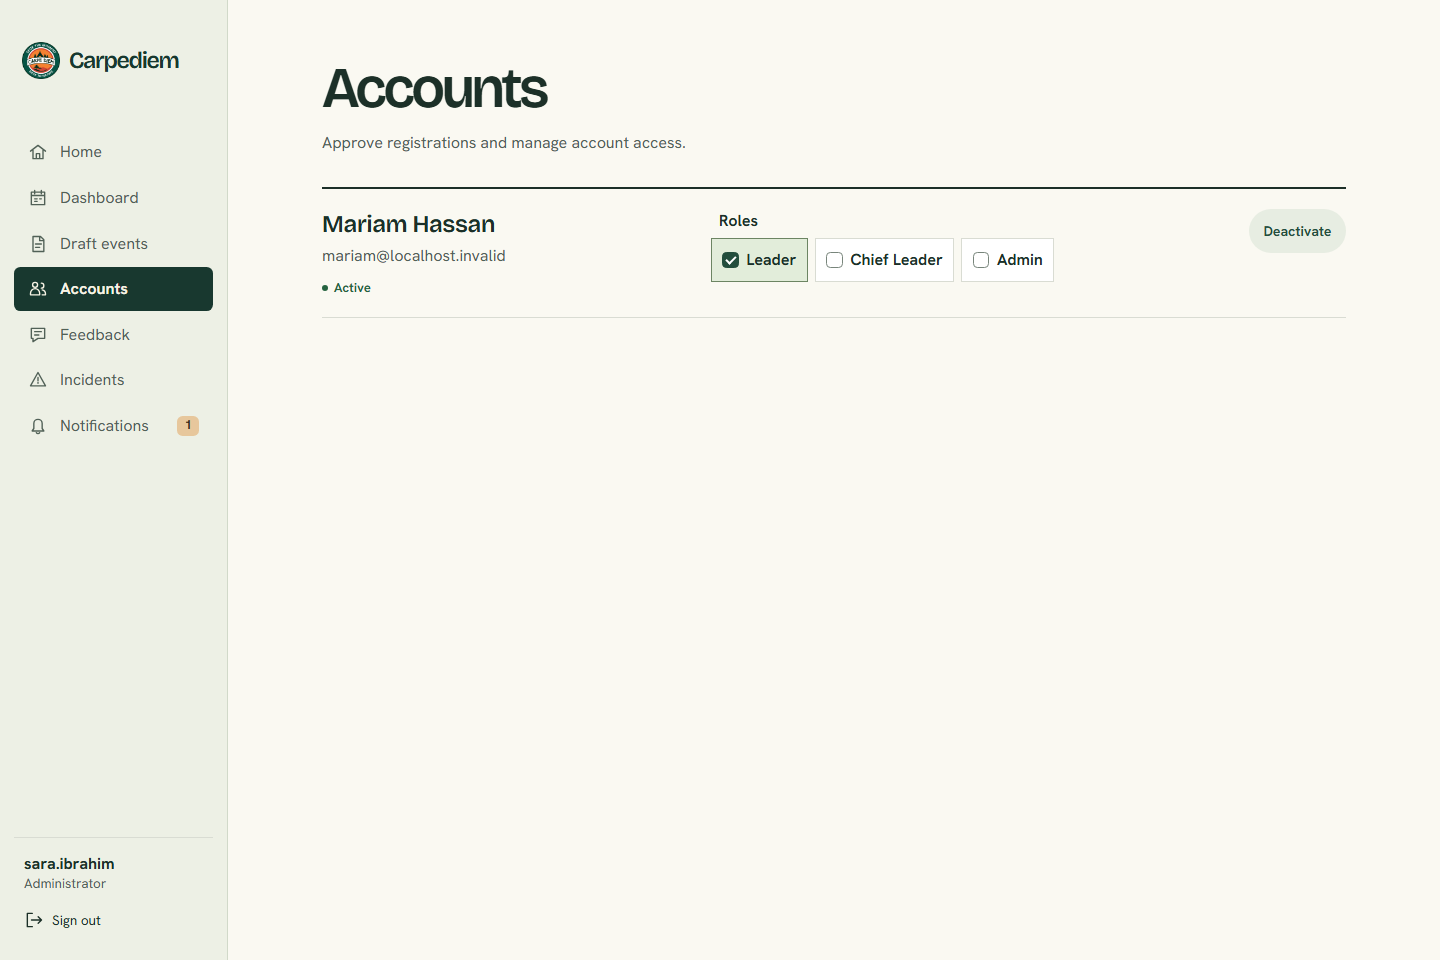 Carpediem
Home
Dashboard
Draft events
Accounts
Feedback
Incidents
Notifications 1
sara.ibrahim
Administrator
Sign out
Accounts
Approve registrations and manage account access.
Mariam Hassan
mariam@localhost.invalid
Active
Roles
Leader Chief Leader Admin
Deactivate